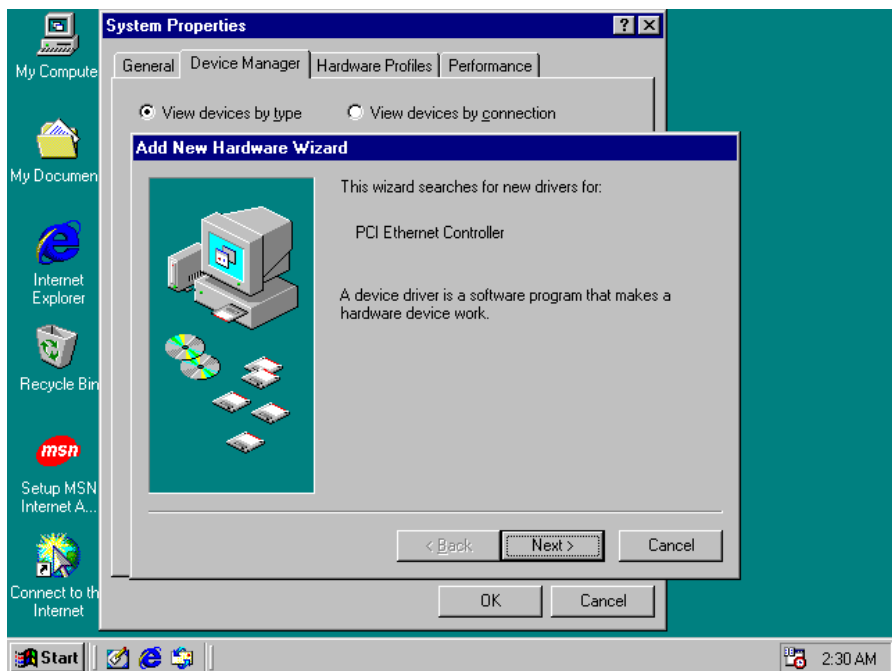 System Properties
My Compute
General Device Manager Hardware Profiles Performance
View devices by type View devices by connection
Add New Hardware Wizard
My Documen
This wizard searches for new drivers for:
PCI Ethernet Controller
Internet
Explorer
A device driver is a software program that makes a
hardware device work.
Recycle Bin
msn
Setup MSN
Internet A...
< Back Next > Cancel
Connect to th
Internet
OK Cancel
Start 2:30 AM